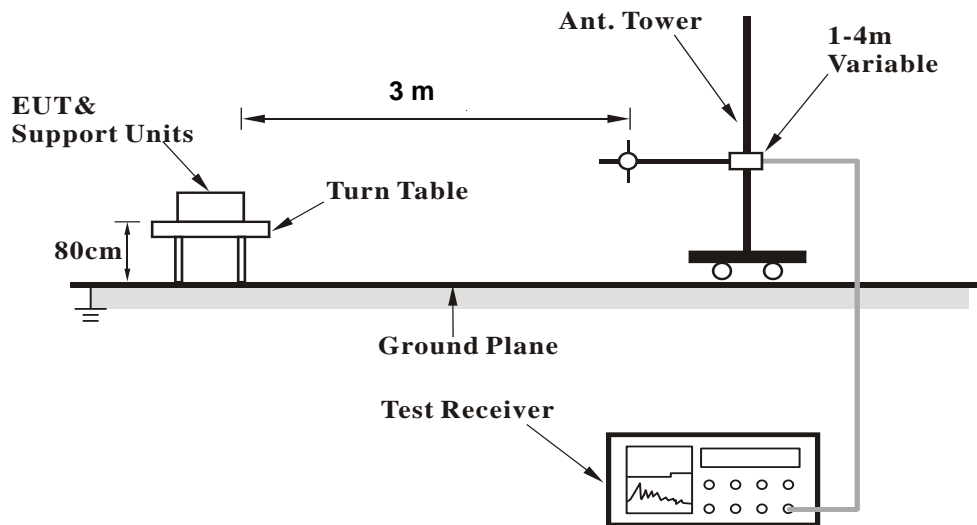 Ant. Tower
1-4m
Variable
3 m
EUT&
Support Units
Turn Table
80cm
Ground Plane
Test Receiver